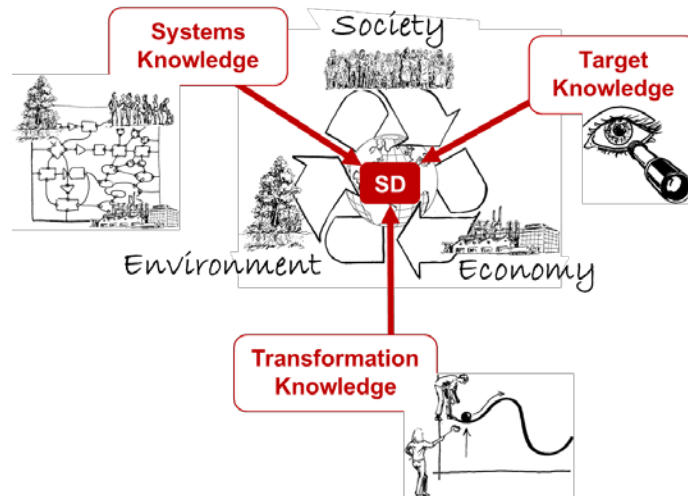 Society
Systems
Knowledge
Target
Knowledge
SD
Environment
Economy
Transformation
Knowledge